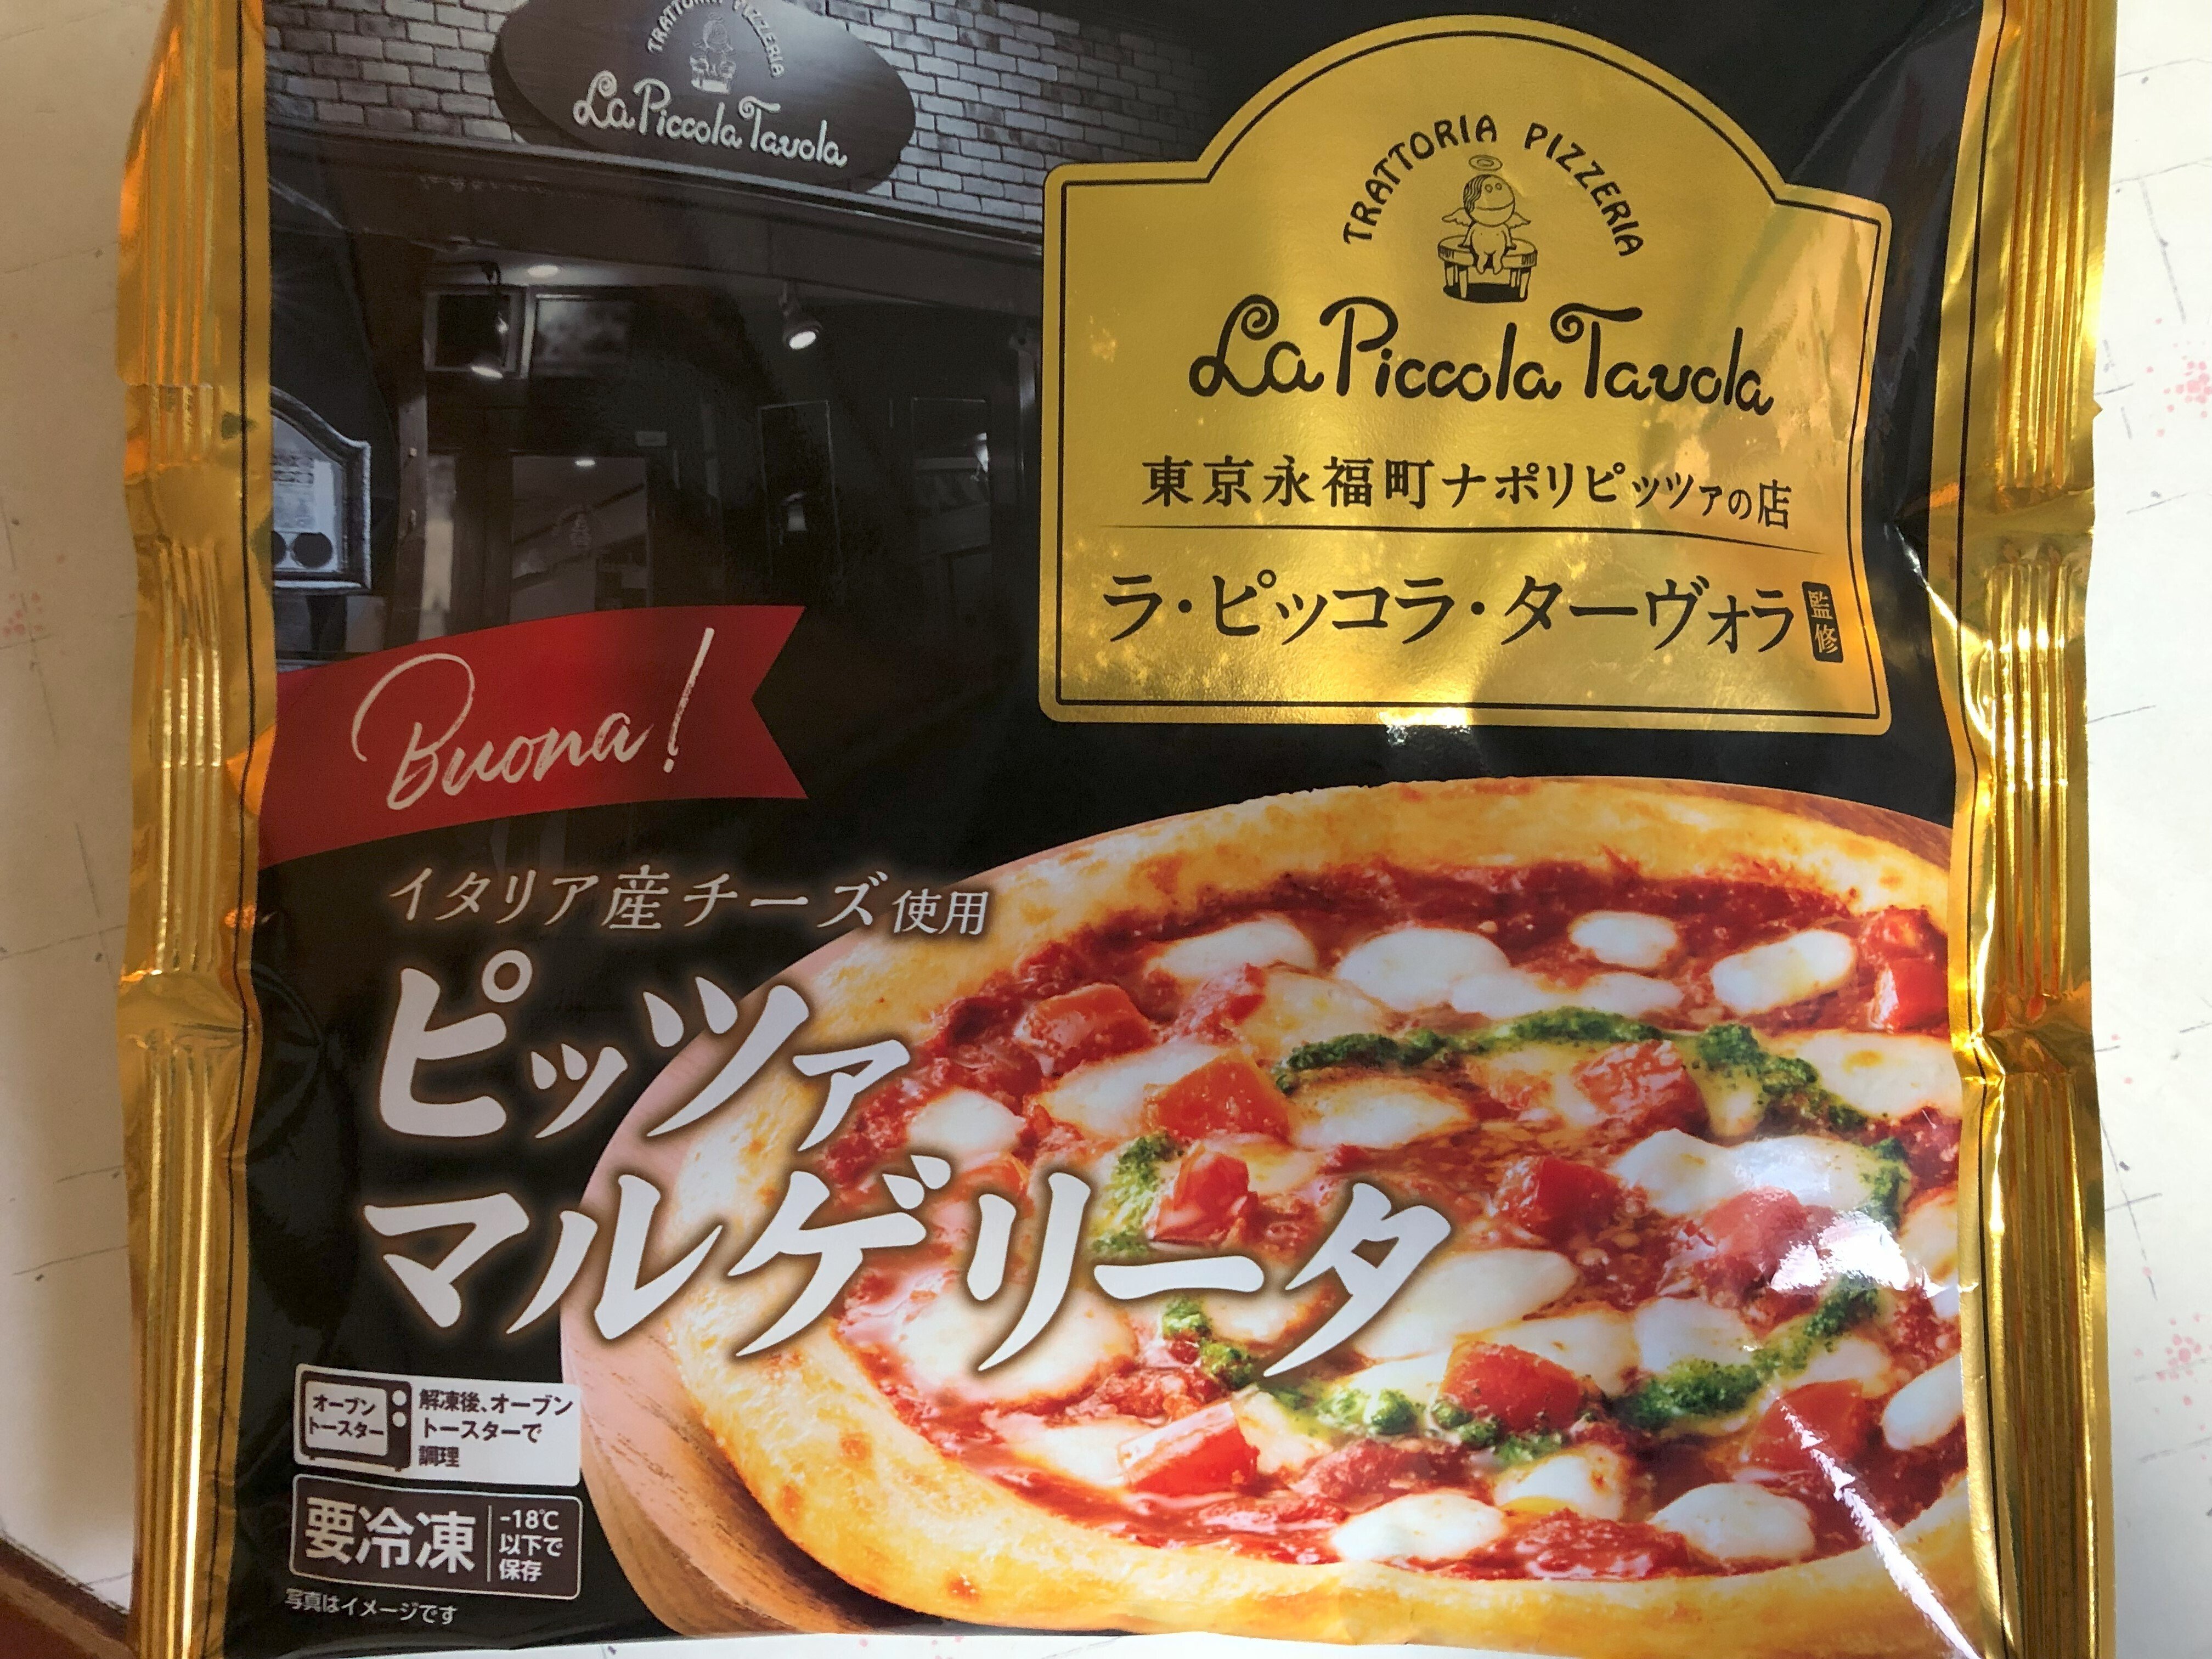 TRATTORIA PIZZERIA
La Piccola Tavola
TRATTORIA PIZZERIA
La Piccola Tavola
東京永福町ナポリピッツァの店
ラ・ピッコラ・ターヴォラ 監修
Buona!
イタリア産チーズ使用
ピッツァ
マルゲリータ
オーブン
トースター
解凍後、オーブン
トースターで
調理
要冷凍
-18℃
以下で
保存
写真はイメージです